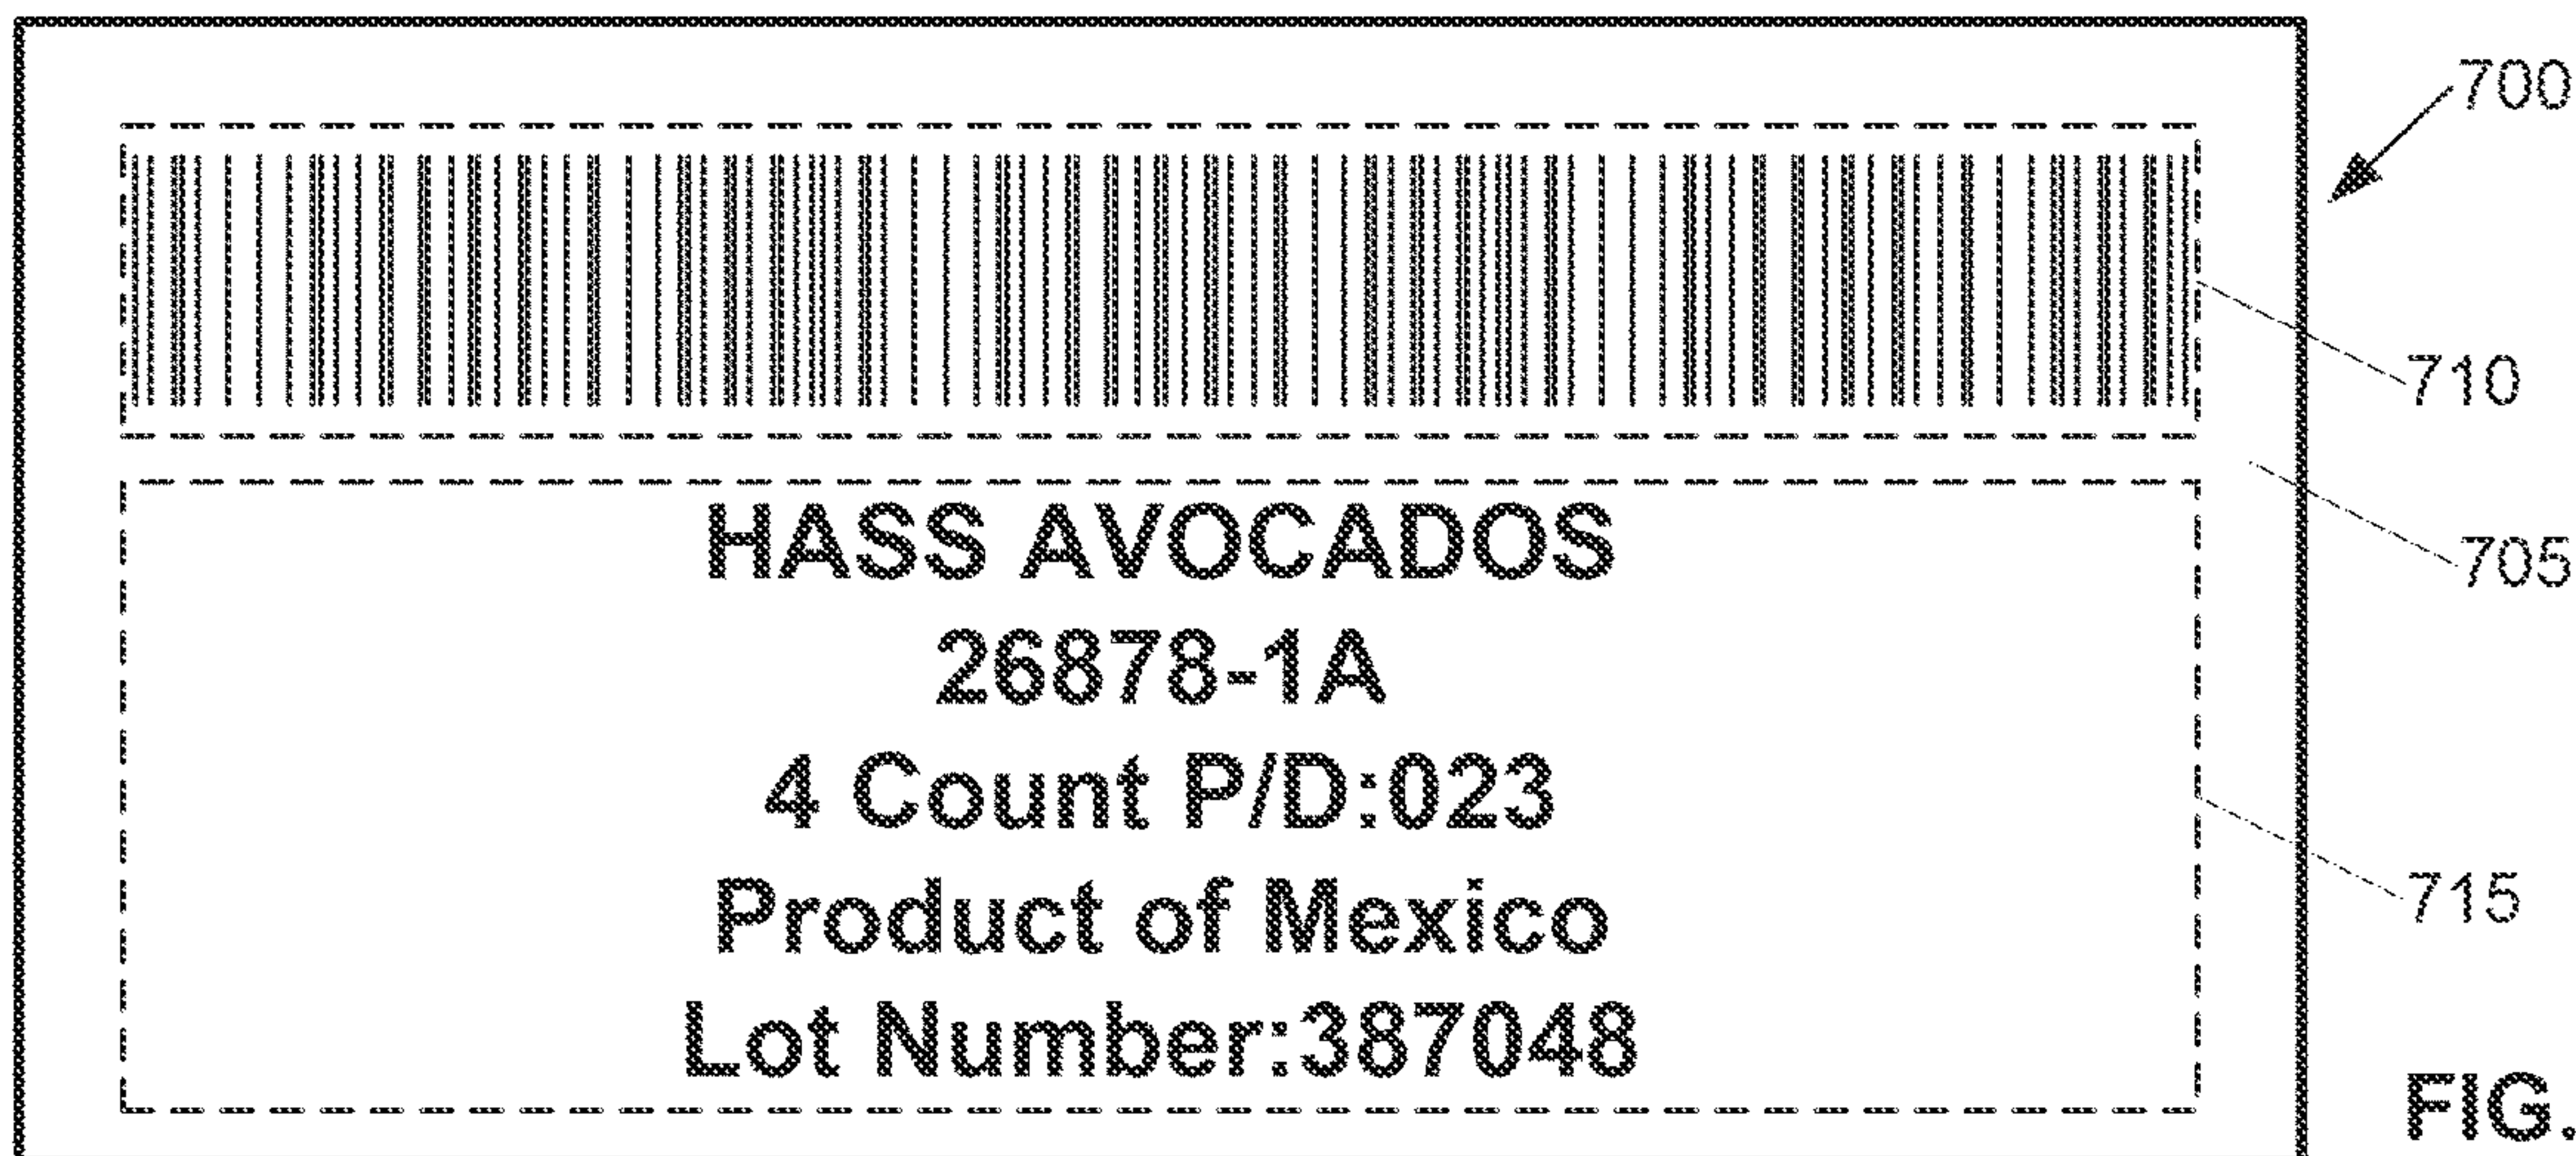 700
710
705
HASS AVOCADOS
26878-1A
4 Count P/D:023
Product of Mexico
Lot Number:387048
715
FIG.